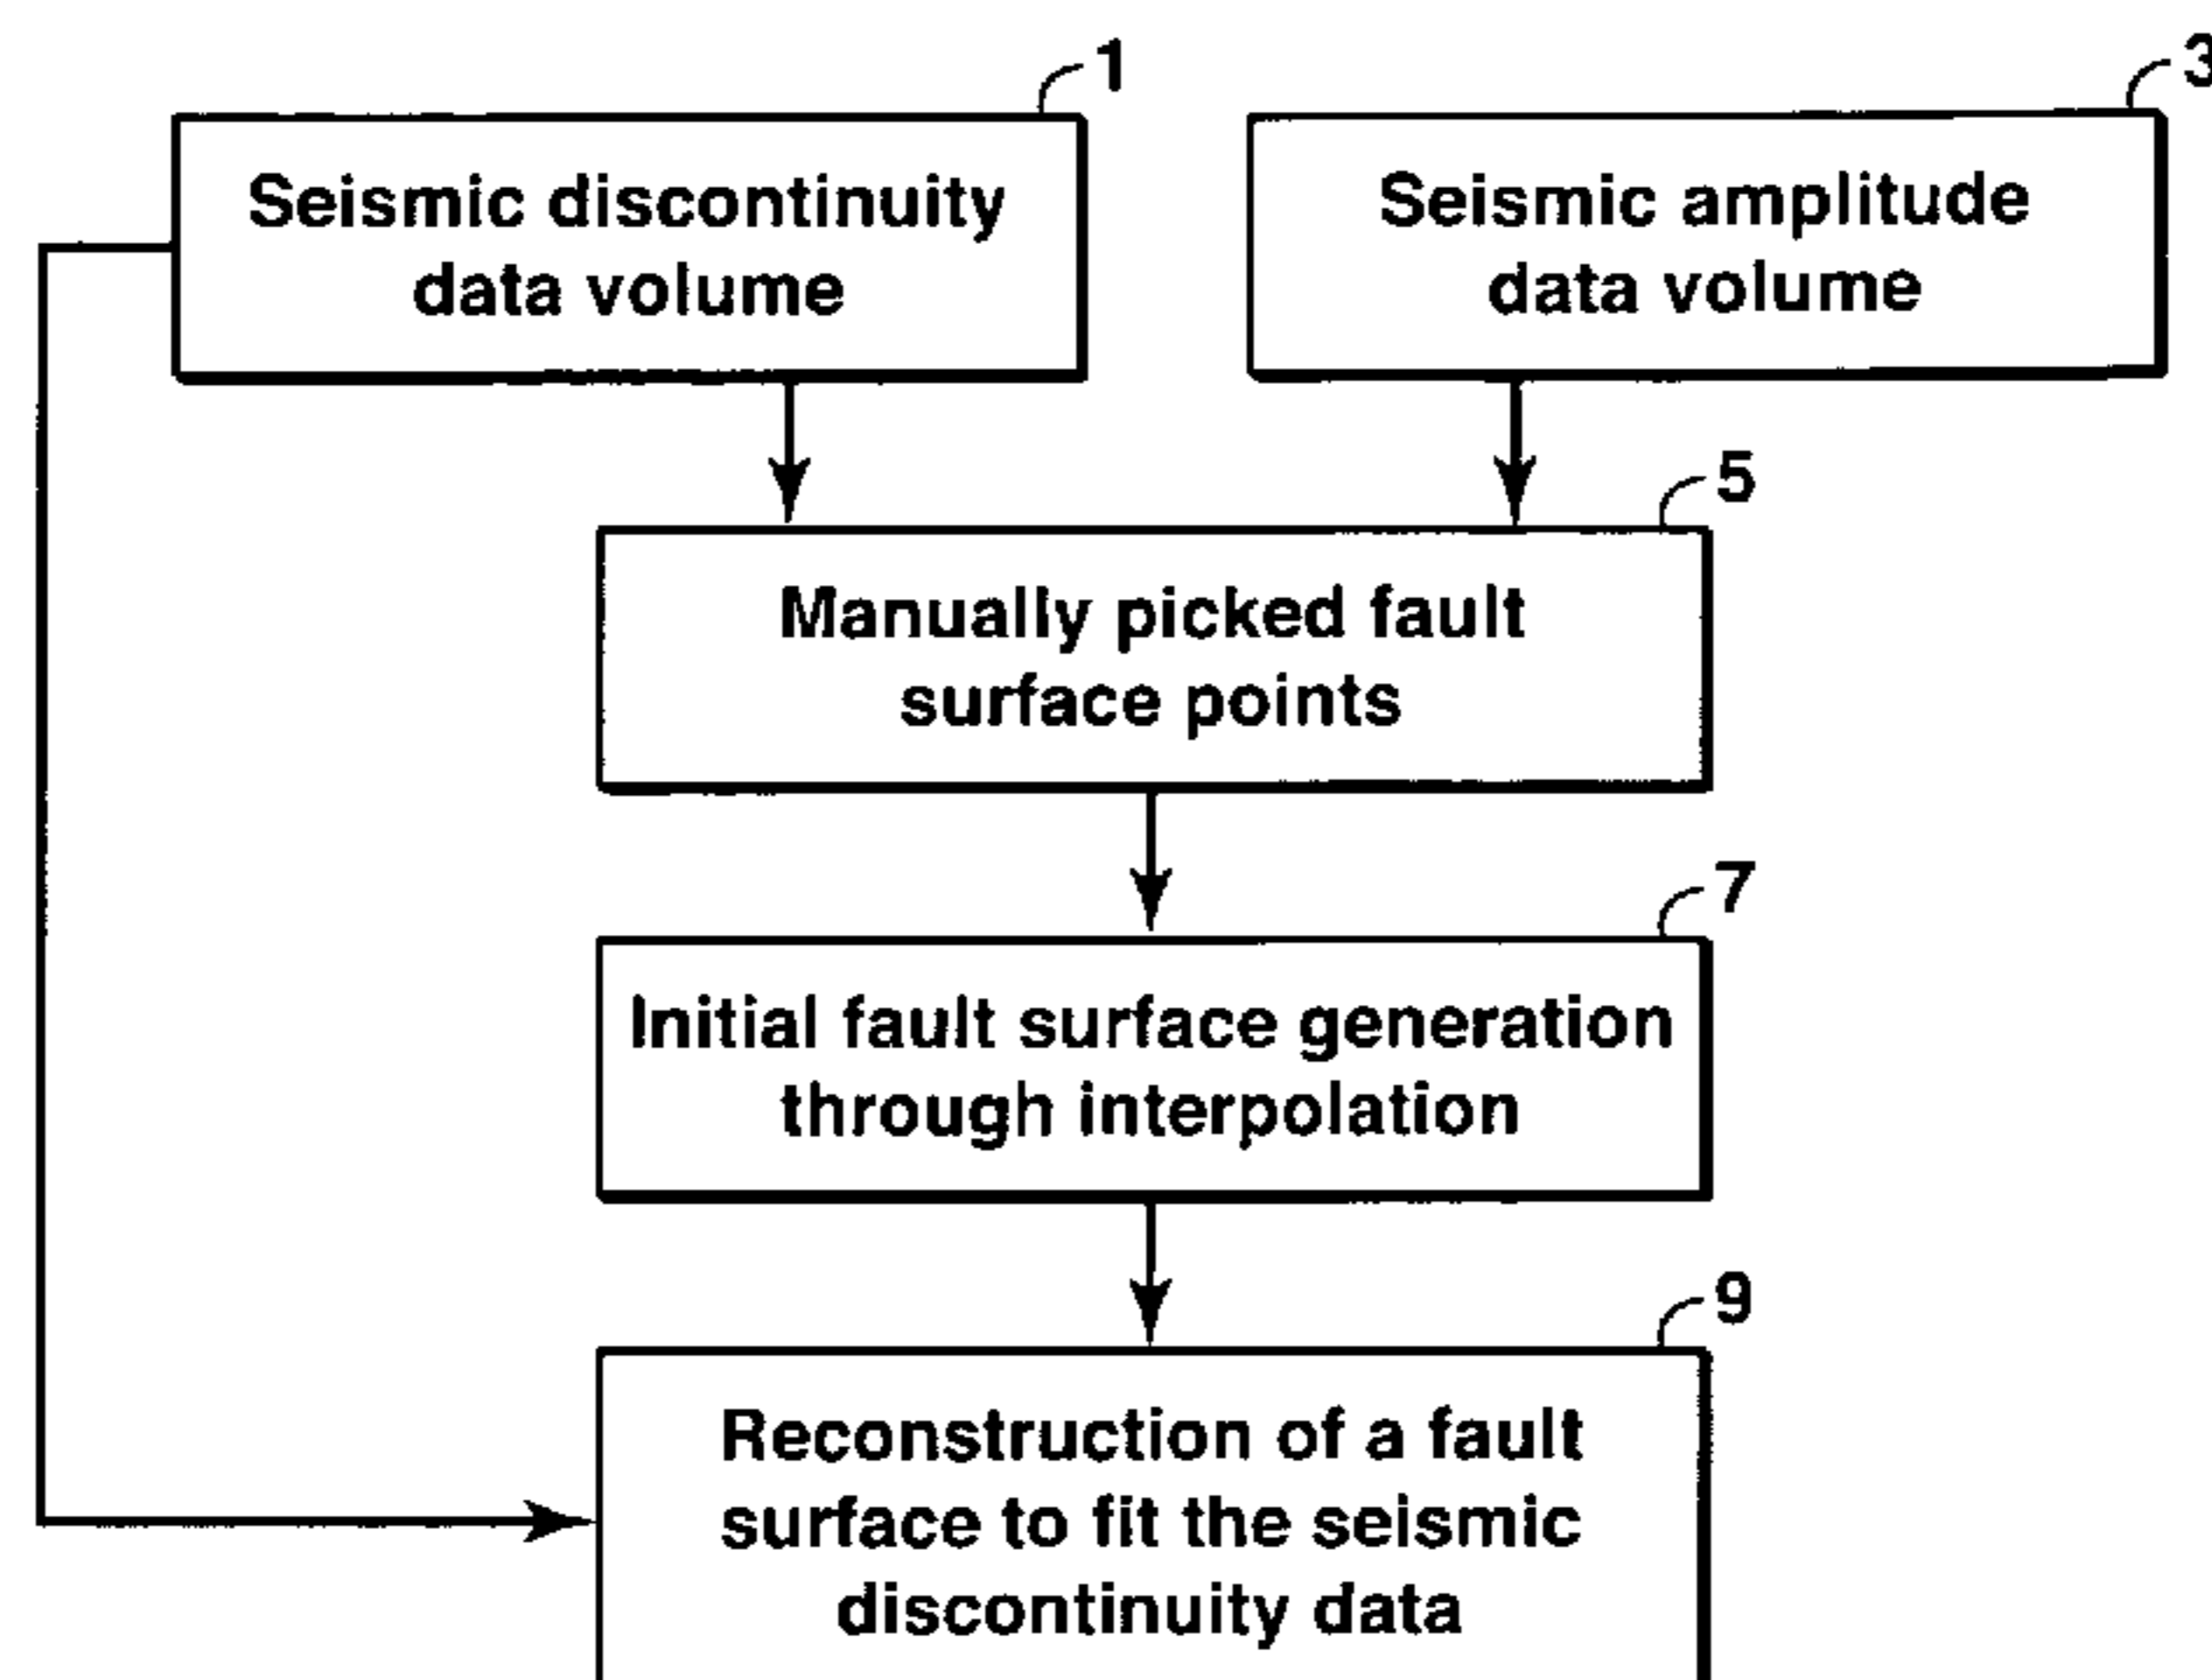 1
3
Seismic discontinuity
data volume
Seismic amplitude
data volume
5
Manually picked fault
surface points
7
Initial fault surface generation
through interpolation
9
Reconstruction of a fault
surface to fit the seismic
discontinuity data